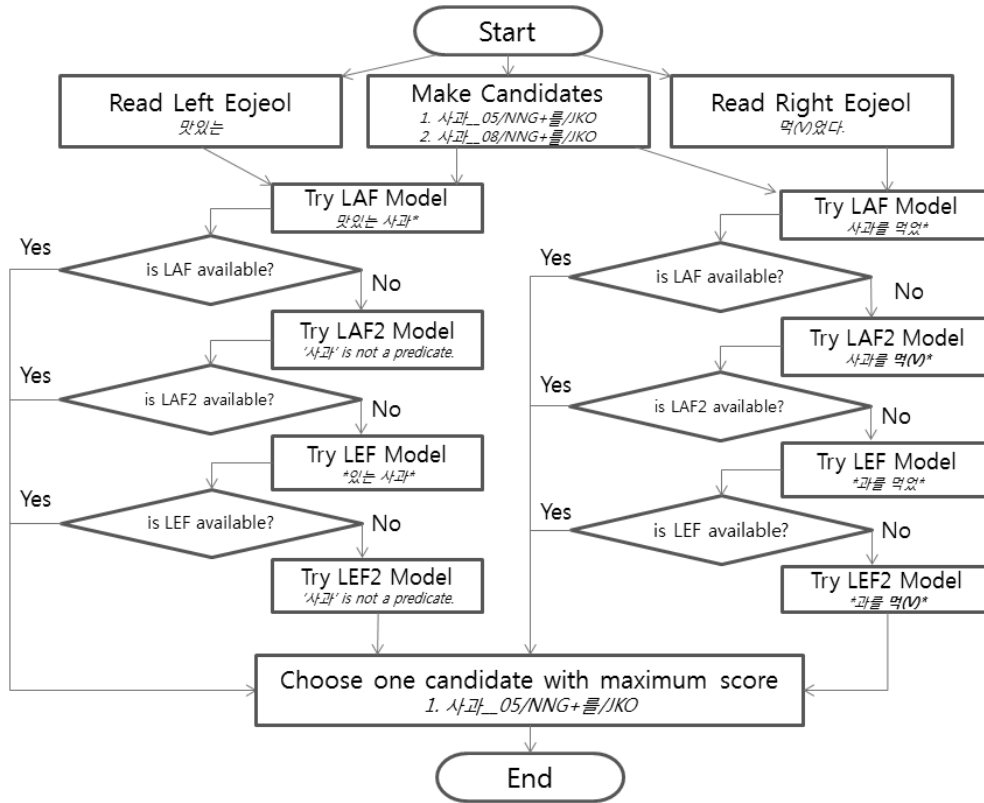 Start
Read Left Eojeol
맛있는
Make Candidates
1. 사과__05/NNG+를/JKO
2. 사과__08/NNG+를/JKO
Read Right Eojeol
먹(V)었다.
Try LAF Model
맛있는 사과*
Yes
is LAF available?
No
Try LAF2 Model
'사과' is not a predicate.
Yes
is LAF2 available?
No
Try LEF Model
*있는 사과*
Yes
is LEF available?
No
Try LEF2 Model
'사과' is not a predicate.
Try LAF Model
사과를 먹었*
Yes
is LAF available?
No
Try LAF2 Model
사과를 먹(V)*
Yes
is LAF2 available?
No
Try LEF Model
*과를 먹었*
Yes
is LEF available?
No
Try LEF2 Model
*과를 먹(V)*
Choose one candidate with maximum score
1. 사과__05/NNG+를/JKO
End